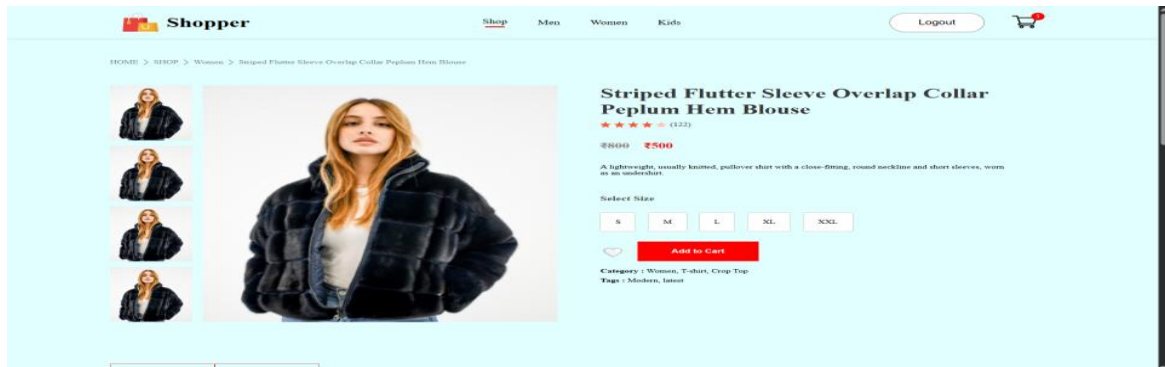 Shopper
Shop Men Women Kids
Logout
HOME > SHOP > Women > Striped Flutter Sleeve Overlap Collar Peplum Hem Blouse
Striped Flutter Sleeve Overlap Collar
Peplum Hem Blouse
(122)
₹800 ₹500
A lightweight, usually knitted, pullover shirt with a close-fitting, round neckline and short sleeves, worn
as an undershirt.
Select Size
S M L XL XXL
Add to Cart
Category : Women, T-shirt, Crop Top
Tags : Modern, latest